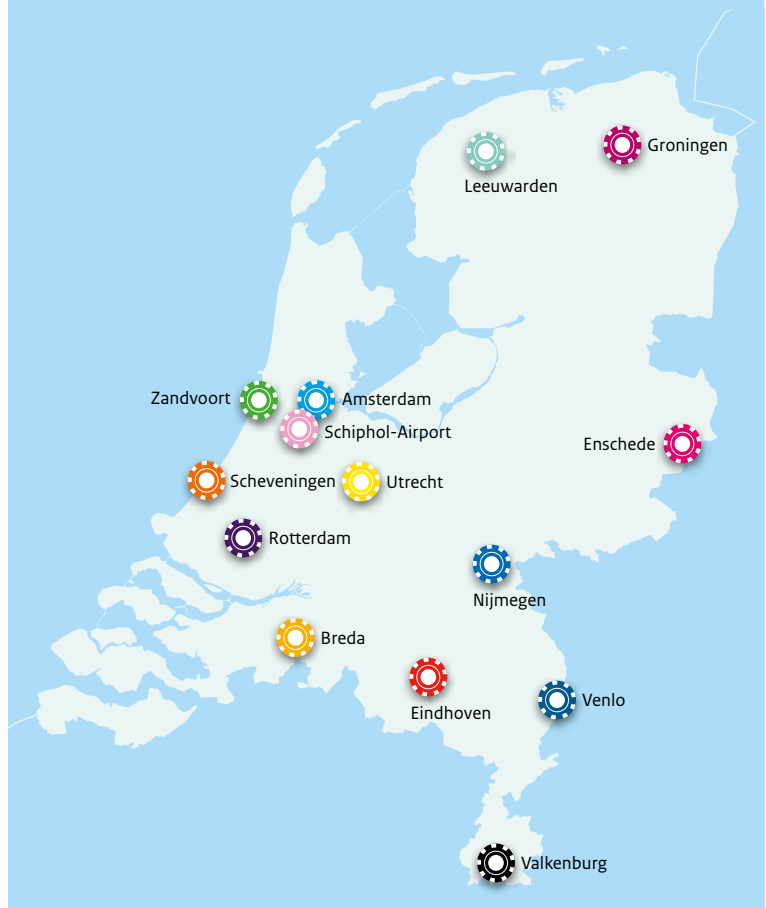 Groningen
Leeuwarden
Zandvoort
Amsterdam
Schiphol-Airport
Enschede
Scheveningen
Utrecht
Rotterdam
Nijmegen
Breda
Eindhoven
Venlo
Valkenburg